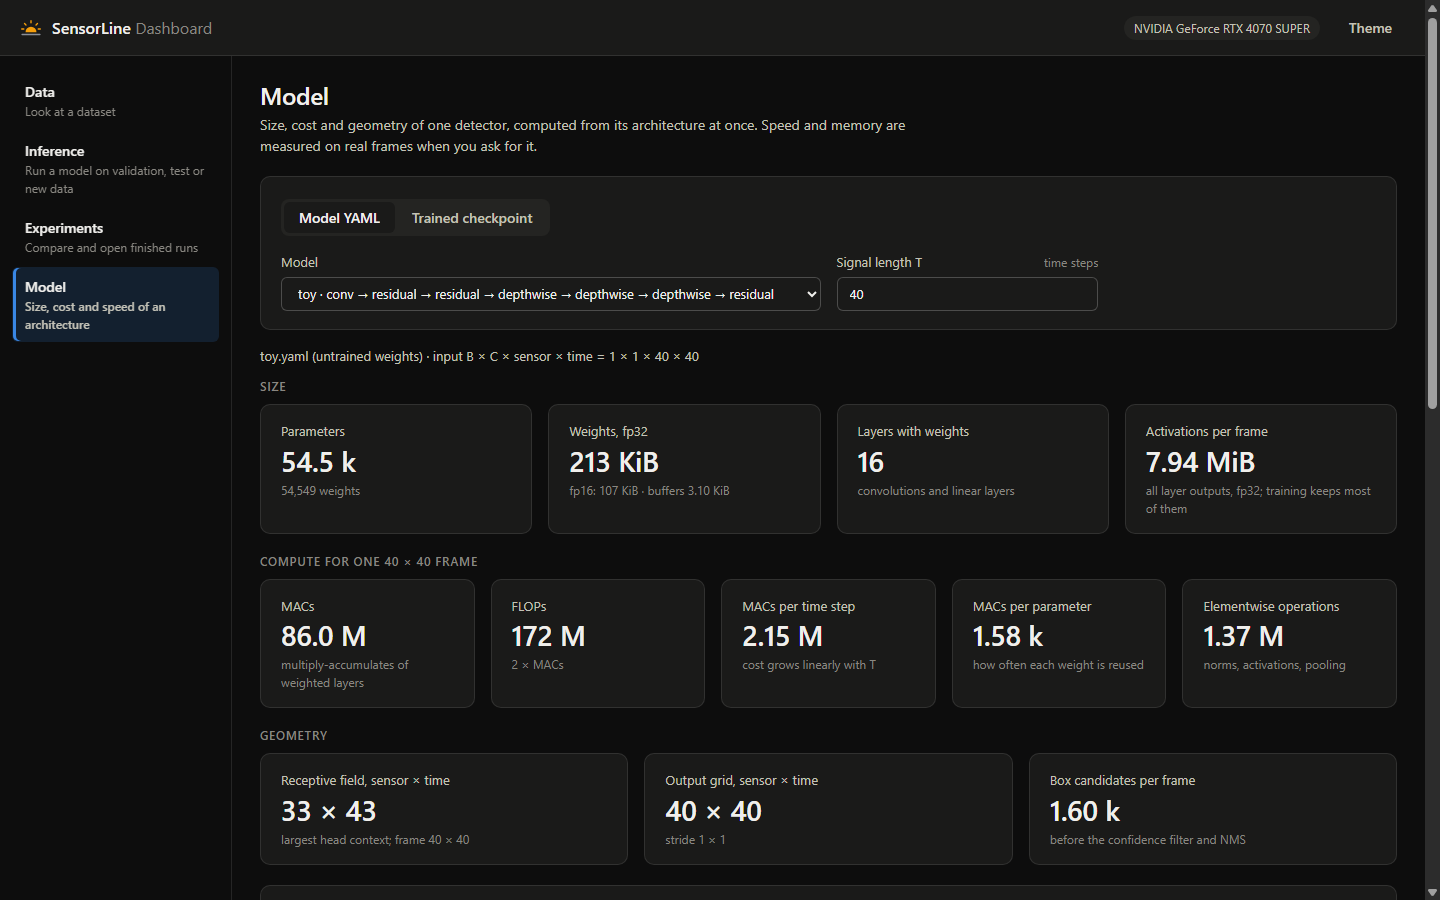 SensorLine Dashboard
NVIDIA GeForce RTX 4070 SUPER
Theme
Data
Look at a dataset
Inference
Run a model on validation, test or
new data
Experiments
Compare and open finished runs
Model
Size, cost and speed of an
architecture
Model
Size, cost and geometry of one detector, computed from its architecture at once. Speed and memory are
measured on real frames when you ask for it.
Model YAML
Trained checkpoint
Model
toy · conv → residual → residual → depthwise → depthwise → depthwise → residual
Signal length T
time steps
40
toy.yaml (untrained weights) · input B × C × sensor × time = 1 × 1 × 40 × 40
SIZE
Parameters
54.5 k
54,549 weights
Weights, fp32
213 KiB
fp16: 107 KiB · buffers 3.10 KiB
Layers with weights
16
convolutions and linear layers
Activations per frame
7.94 MiB
all layer outputs, fp32; training keeps most
of them
COMPUTE FOR ONE 40 × 40 FRAME
MACs
86.0 M
multiply-accumulates of
weighted layers
FLOPs
172 M
2 × MACs
MACs per time step
2.15 M
cost grows linearly with T
MACs per parameter
1.58 k
how often each weight is reused
Elementwise operations
1.37 M
norms, activations, pooling
GEOMETRY
Receptive field, sensor × time
33 × 43
largest head context; frame 40 × 40
Output grid, sensor × time
40 × 40
stride 1 × 1
Box candidates per frame
1.60 k
before the confidence filter and NMS